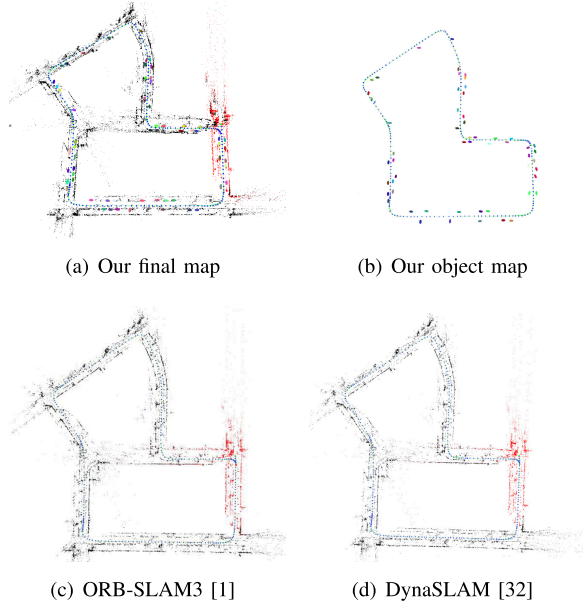 (a) Our final map
(b) Our object map
(c) ORB-SLAM3 [1]
(d) DynaSLAM [32]